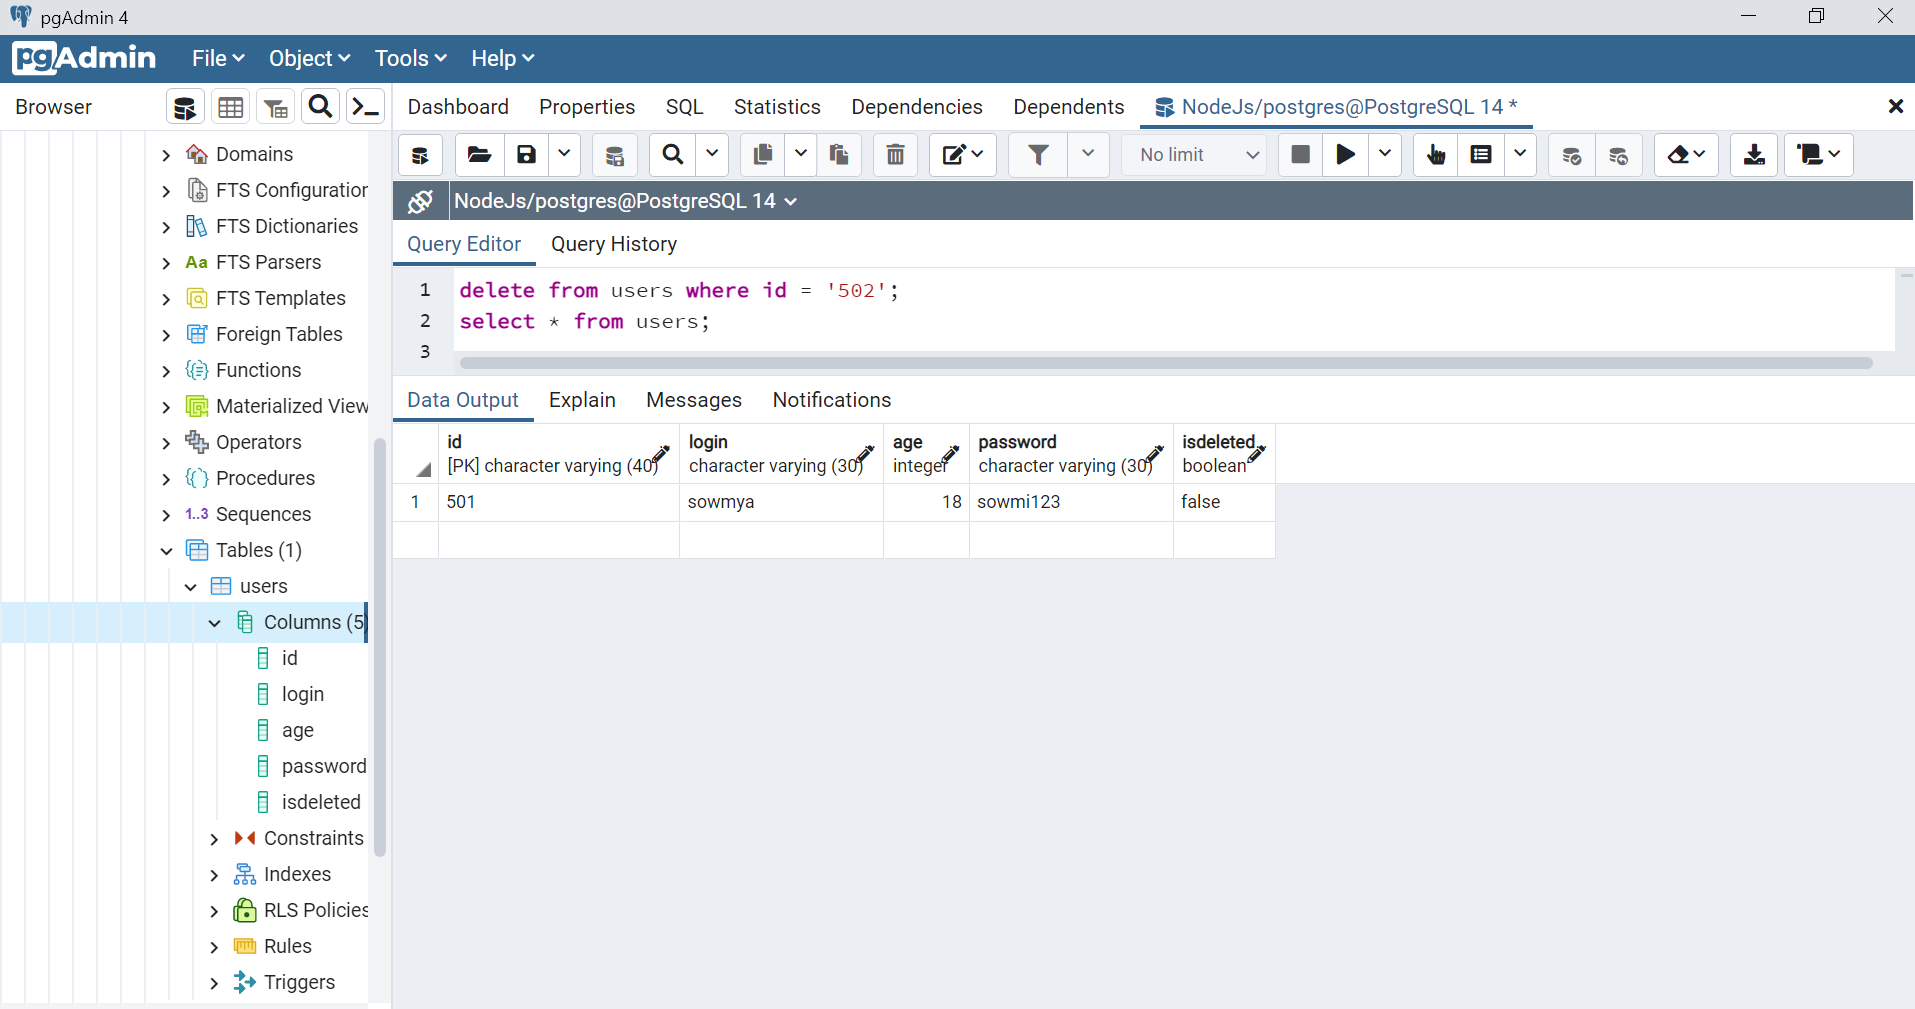 pgAdmin 4
pgAdmin File Object Tools Help
Browser
Dashboard Properties SQL Statistics Dependencies Dependents NodeJs/postgres@PostgreSQL 14 *
No limit
NodeJs/postgres@PostgreSQL 14
Query Editor Query History
1 delete from users where id = '502';
2 select * from users;
3
Data Output Explain Messages Notifications
id login age password isdeleted
[PK] character varying (40) character varying (30) integer character varying (30) boolean
1 501 sowmya 18 sowmi123 false
Domains
FTS Configuration
FTS Dictionaries
Aa FTS Parsers
FTS Templates
Foreign Tables
Functions
Materialized View
Operators
Procedures
1..3 Sequences
Tables (1)
users
Columns (5)
id
login
age
password
isdeleted
Constraints
Indexes
RLS Policies
Rules
Triggers